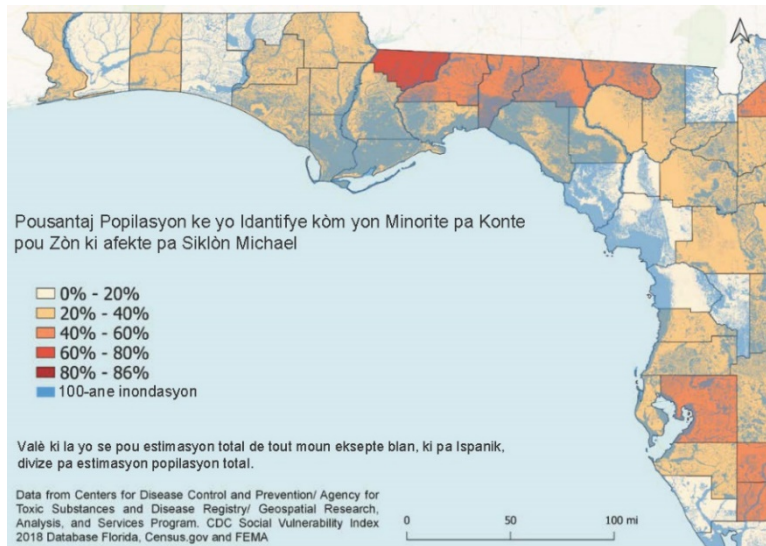 Pousantaj Popilasyon ke yo Idantifye kòm yon Minorite pa Konte
pou Zòn ki afekte pa Siklòn Michael
0% - 20%
20% - 40%
40% - 60%
60% - 80%
80% - 86%
100-ane inondasyon
Valè ki la yo se pou estimasyon total de tout moun eksepte blan, ki pa Ispanik,
divize pa estimasyon popilasyon total.
Data from Centers for Disease Control and Prevention/ Agency for
Toxic Substances and Disease Registry/ Geospatial Research,
Analysis, and Services Program. CDC Social Vulnerability Index
2018 Database Florida, Census.gov and FEMA
0 50 100 mi